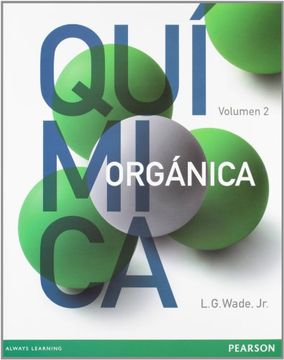 QUÍ
Volumen 2
MI
ORGÁNICA
CA
L.G.Wade, Jr.
ALWAYS LEARNING
PEARSON